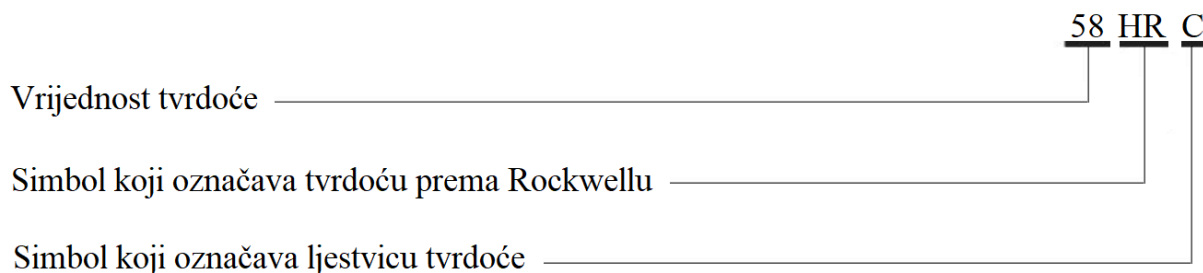 58 HR C
Vrijednost tvrdoće
Simbol koji označava tvrdoću prema Rockwellu
Simbol koji označava ljestvicu tvrdoće